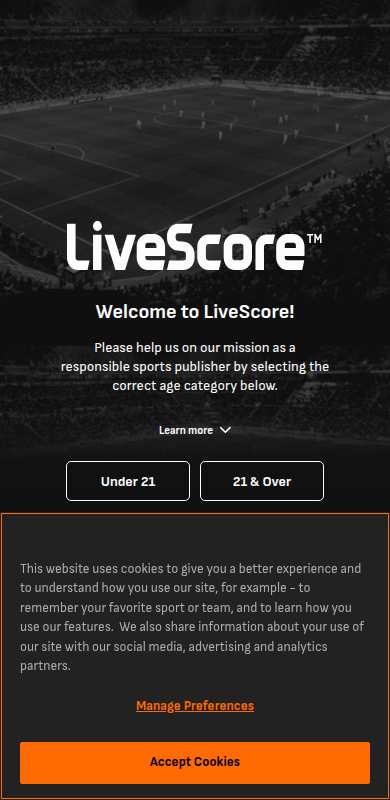 LiveScore™
Welcome to LiveScore!
Please help us on our mission as a
responsible sports publisher by selecting the
correct age category below.
Learn more
Under 21
21 & Over
This website uses cookies to give you a better experience and
to understand how you use our site, for example - to
remember your favorite sport or team, and to learn how you
use our features.  We also share information about your use of
our site with our social media, advertising and analytics
partners.
Manage Preferences
Accept Cookies